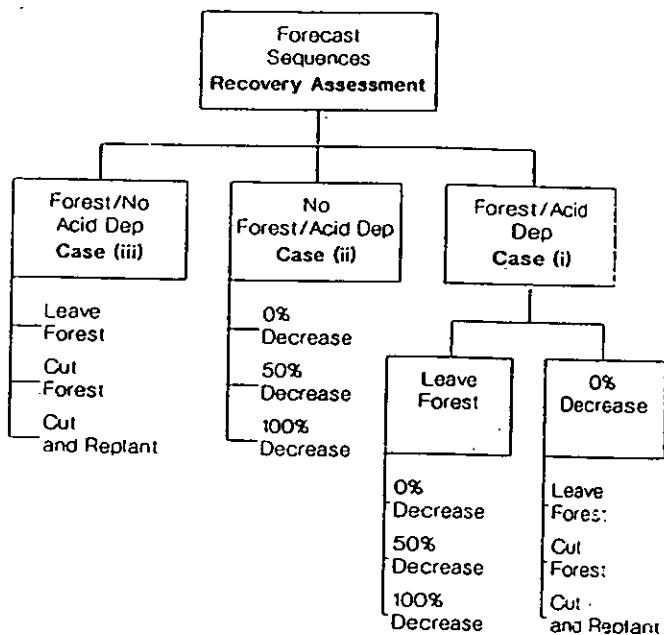 Forecast
Sequences
Recovery Assessment
Forest/No
Acid Dep
Case (iii)
Leave
Forest
Cut
Forest
Cut
and Replant
No
Forest/Acid Dep
Case (ii)
0%
Decrease
50%
Decrease
100%
Decrease
Forest/Acid
Dep
Case (i)
Leave
Forest
0%
Decrease
50%
Decrease
100%
Decrease
0%
Decrease
Leave
Forest
Cut
Forest
Cut
and Replant